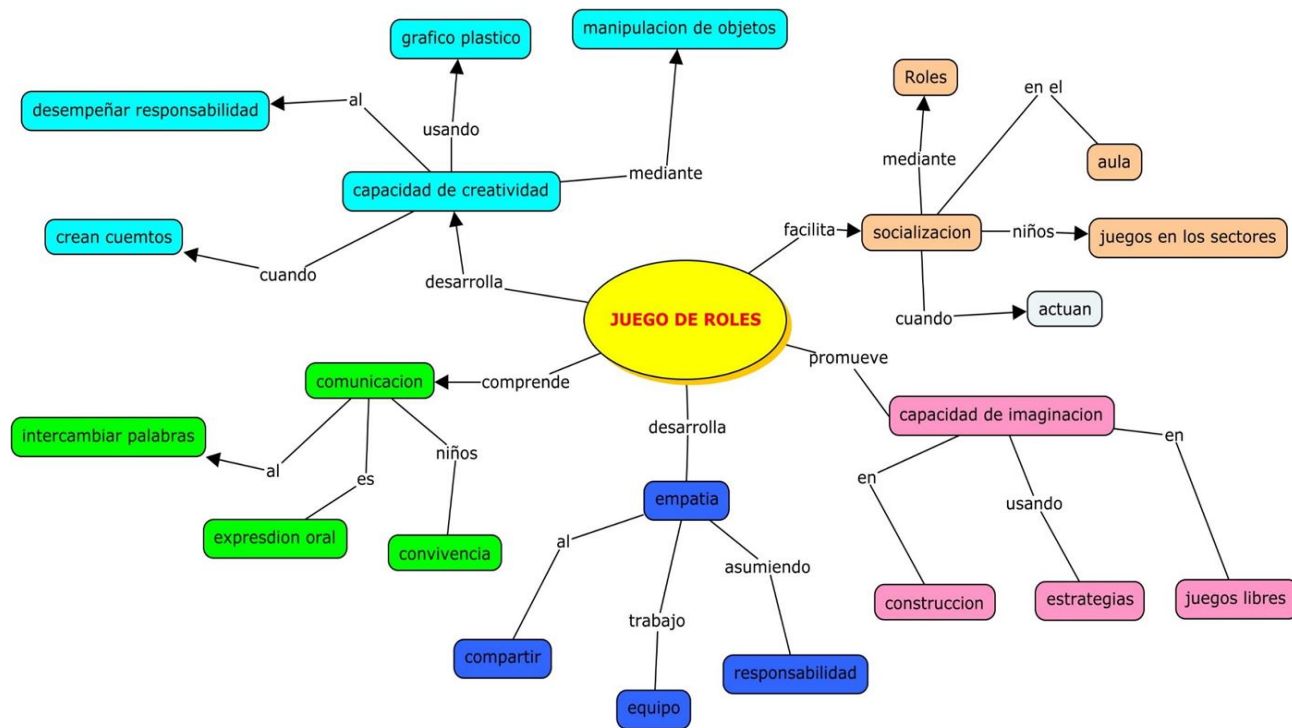 grafico plastico
manipulacion de objetos
desempeñar responsabilidad
al
usando
mediante
capacidad de creatividad
crean cuemtos
cuando
desarrolla
Roles
en el
mediante
aula
facilita
socializacion
niños
juegos en los sectores
cuando
actuan
JUEGO DE ROLES
comunicacion
comprende
intercambiar palabras
al
es
niños
expresdion oral
convivencia
desarrolla
empatia
al
trabajo
asumiendo
compartir
equipo
responsabilidad
promueve
capacidad de imaginacion
en
usando
en
construccion
estrategias
juegos libres